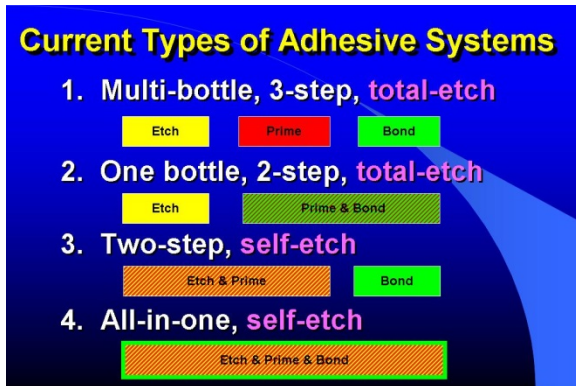 Current Types of Adhesive Systems
1. Multi-bottle, 3-step, total-etch
Etch Prime Bond
2. One bottle, 2-step, total-etch
Etch Prime & Bond
3. Two-step, self-etch
Etch & Prime Bond
4. All-in-one, self-etch
Etch & Prime & Bond